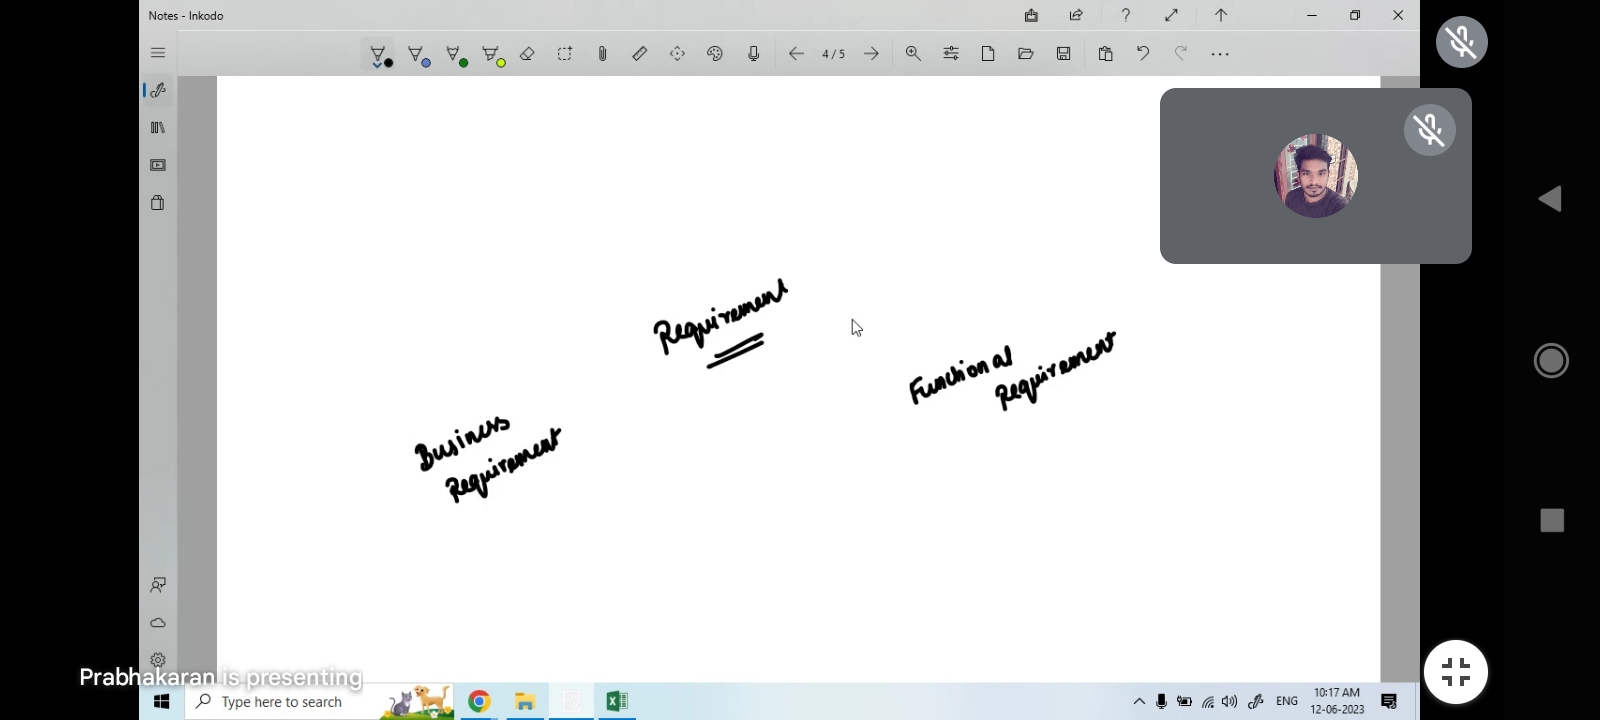 Notes - Inkodo
4/5
Requirement
Functional
Requirement
Business
Requirement
Prabhakaran is presenting
Type here to search
ENG
10:17 AM
12-06-2023